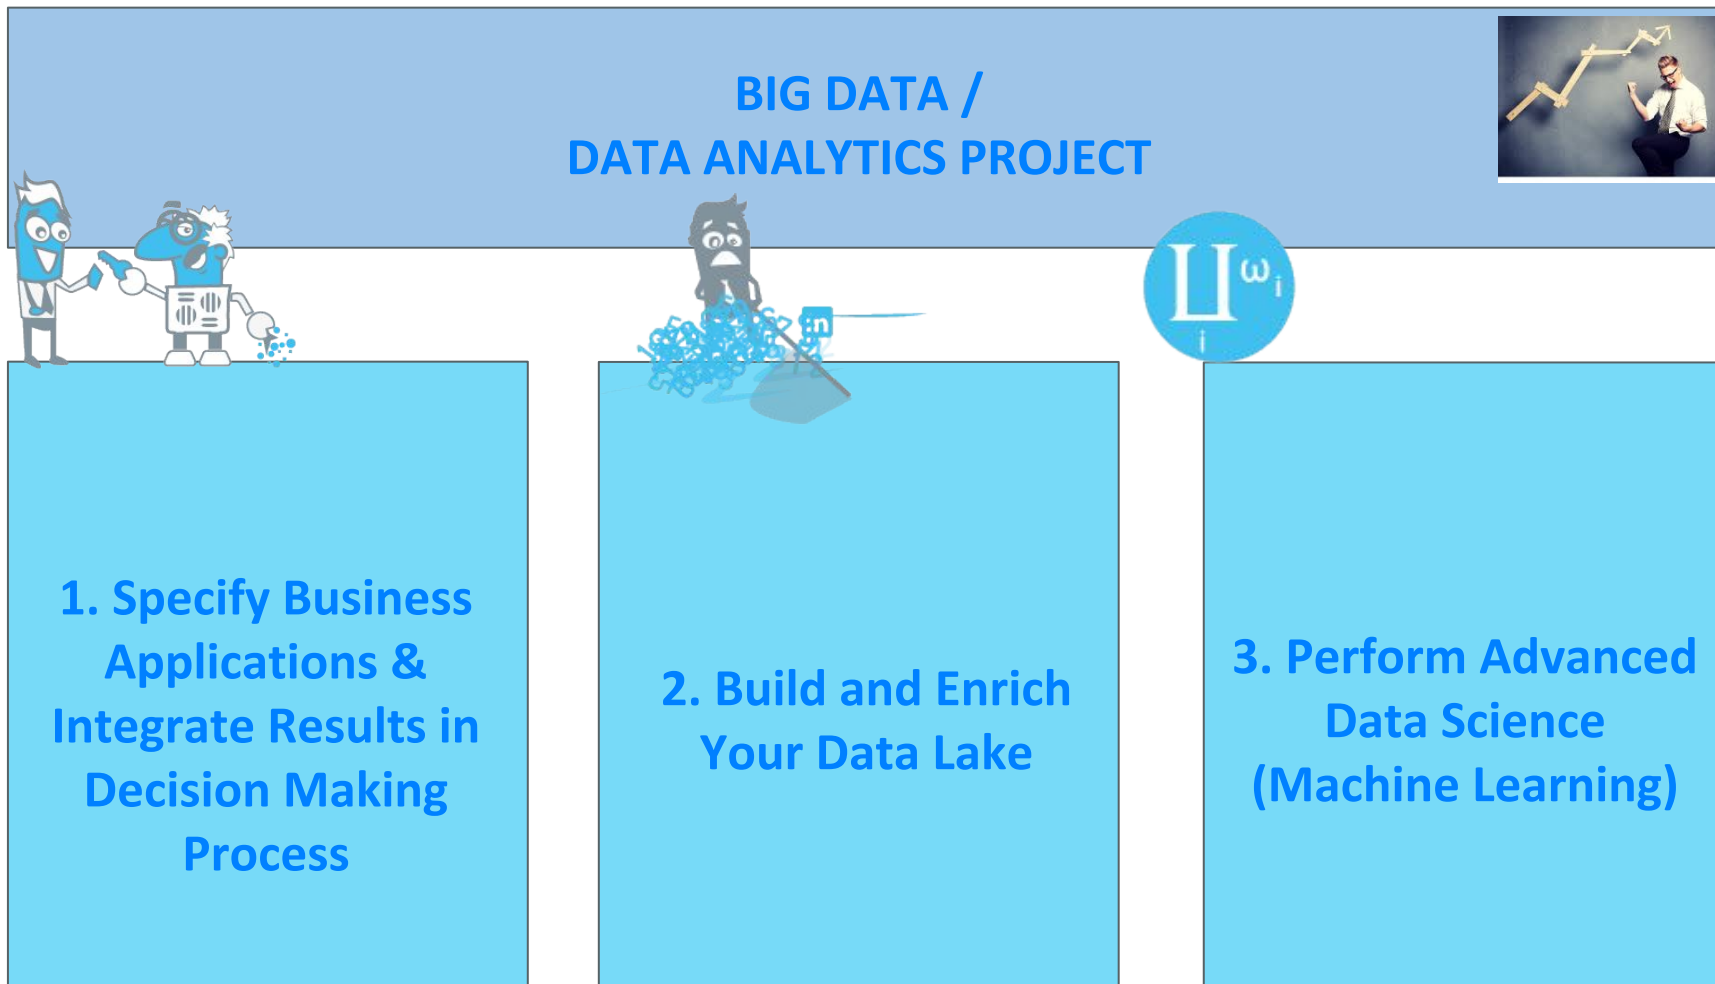 BIG DATA /
DATA ANALYTICS PROJECT
in
∐ ω i
i
1. Specify Business
Applications &
Integrate Results in
Decision Making
Process
2. Build and Enrich
Your Data Lake
3. Perform Advanced
Data Science
(Machine Learning)